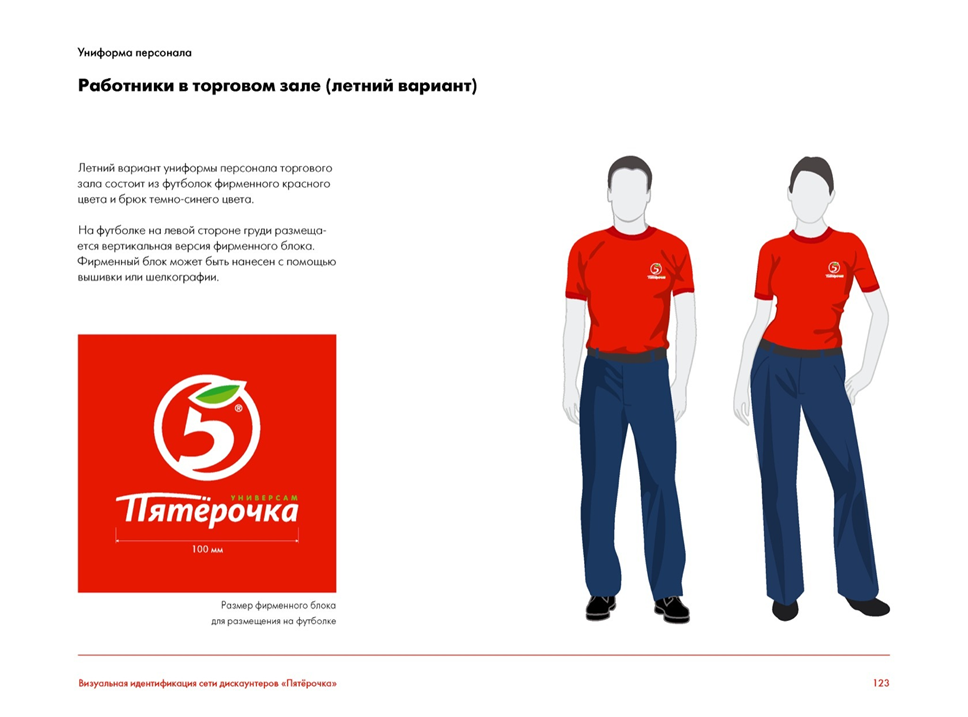 Униформа персонала
Работники в торговом зале (летний вариант)
Летний вариант униформы персонала торгового
зала состоит из футболок фирменного красного
цвета и брюк темно-синего цвета.
На футболке на левой стороне груди размеща-
ется вертикальная версия фирменного блока.
Фирменный блок может быть нанесен с помощью
вышивки или шелкографии.
5®
УНИВЕРСАМ
Пятёрочка
100 мм
Размер фирменного блока
для размещения на футболке
5
Пятёрочка
5
Пятёрочка
Визуальная идентификация сети дискаунтеров «Пятёрочка»
123